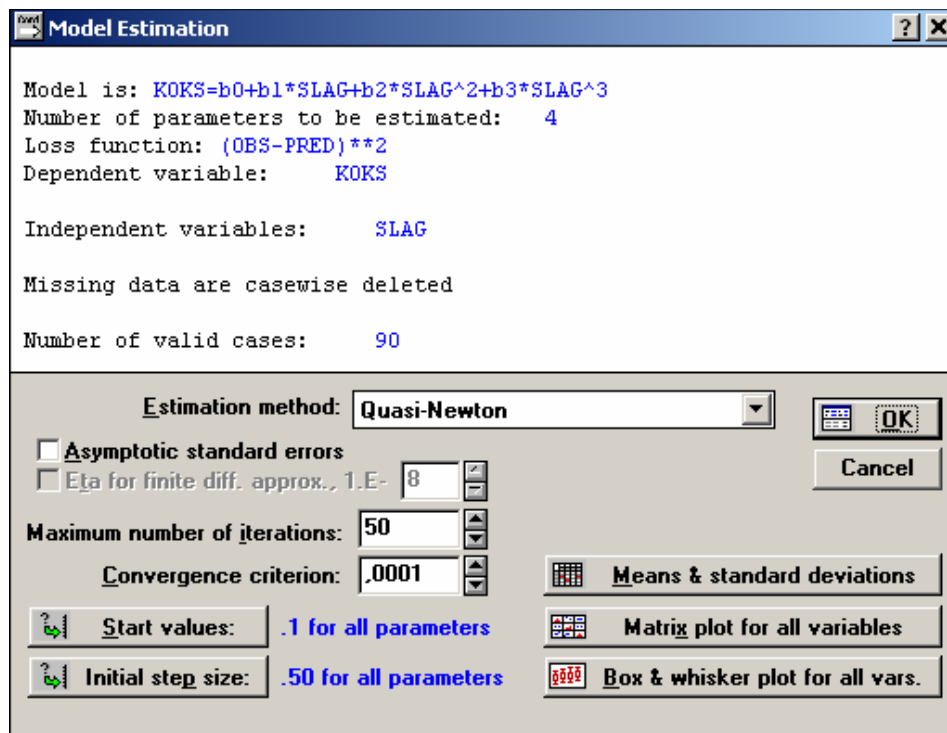 Model Estimation
Model is: KOKS=b0+b1*SLAG+b2*SLAG^2+b3*SLAG^3
Number of parameters to be estimated: 4
Loss function: (OBS-PRED)**2
Dependent variable: KOKS
Independent variables: SLAG
Missing data are casewise deleted
Number of valid cases: 90
Estimation method: Quasi-Newton
OK
Asymptotic standard errors
Cancel
Eta for finite diff. approx., 1.E- 8
Maximum number of iterations: 50
Convergence criterion: ,0001
Means & standard deviations
Start values: .1 for all parameters
Matrix plot for all variables
Initial step size: .50 for all parameters
Box & whisker plot for all vars.